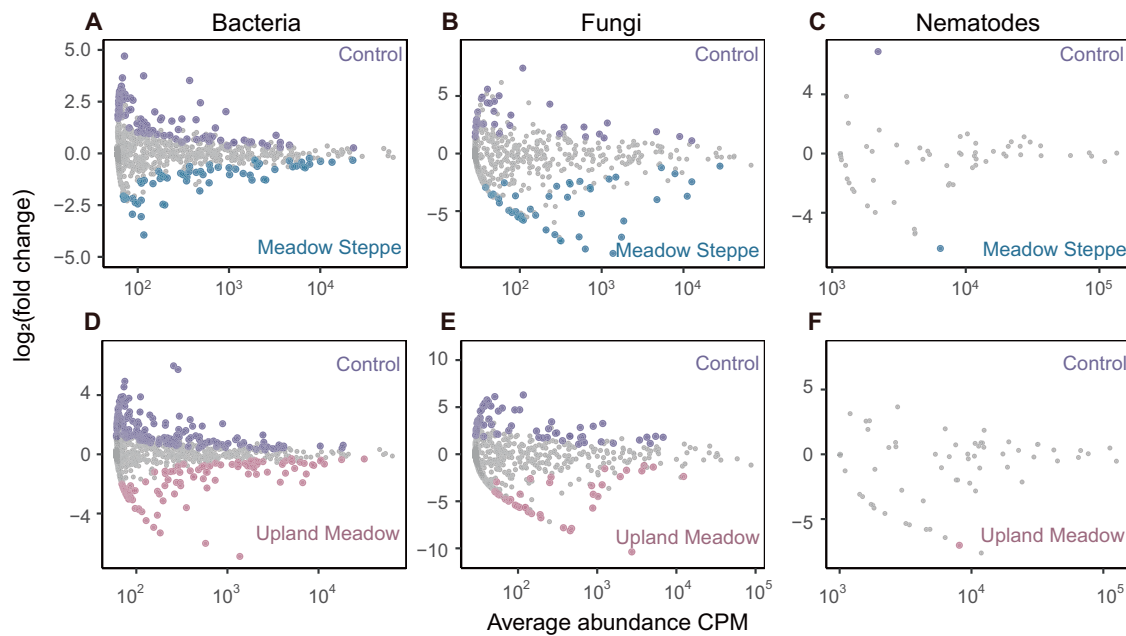 A Bacteria B Fungi C Nematodes
Control Control Control
5.0
2.5
0.0
−2.5
−5.0
5
0
−5
4
0
−4
Meadow Steppe Meadow Steppe Meadow Steppe
10² 10³ 10⁴
10² 10³ 10⁴
10³ 10⁴ 10⁵
log₂(fold change)
D E F
Control Control Control
4
0
−4
10
5
0
−5
−10
5
0
−5
Upland Meadow Upland Meadow Upland Meadow
10² 10³ 10⁴
10² 10³ 10⁴ 10⁵
10³ 10⁴ 10⁵
Average abundance CPM